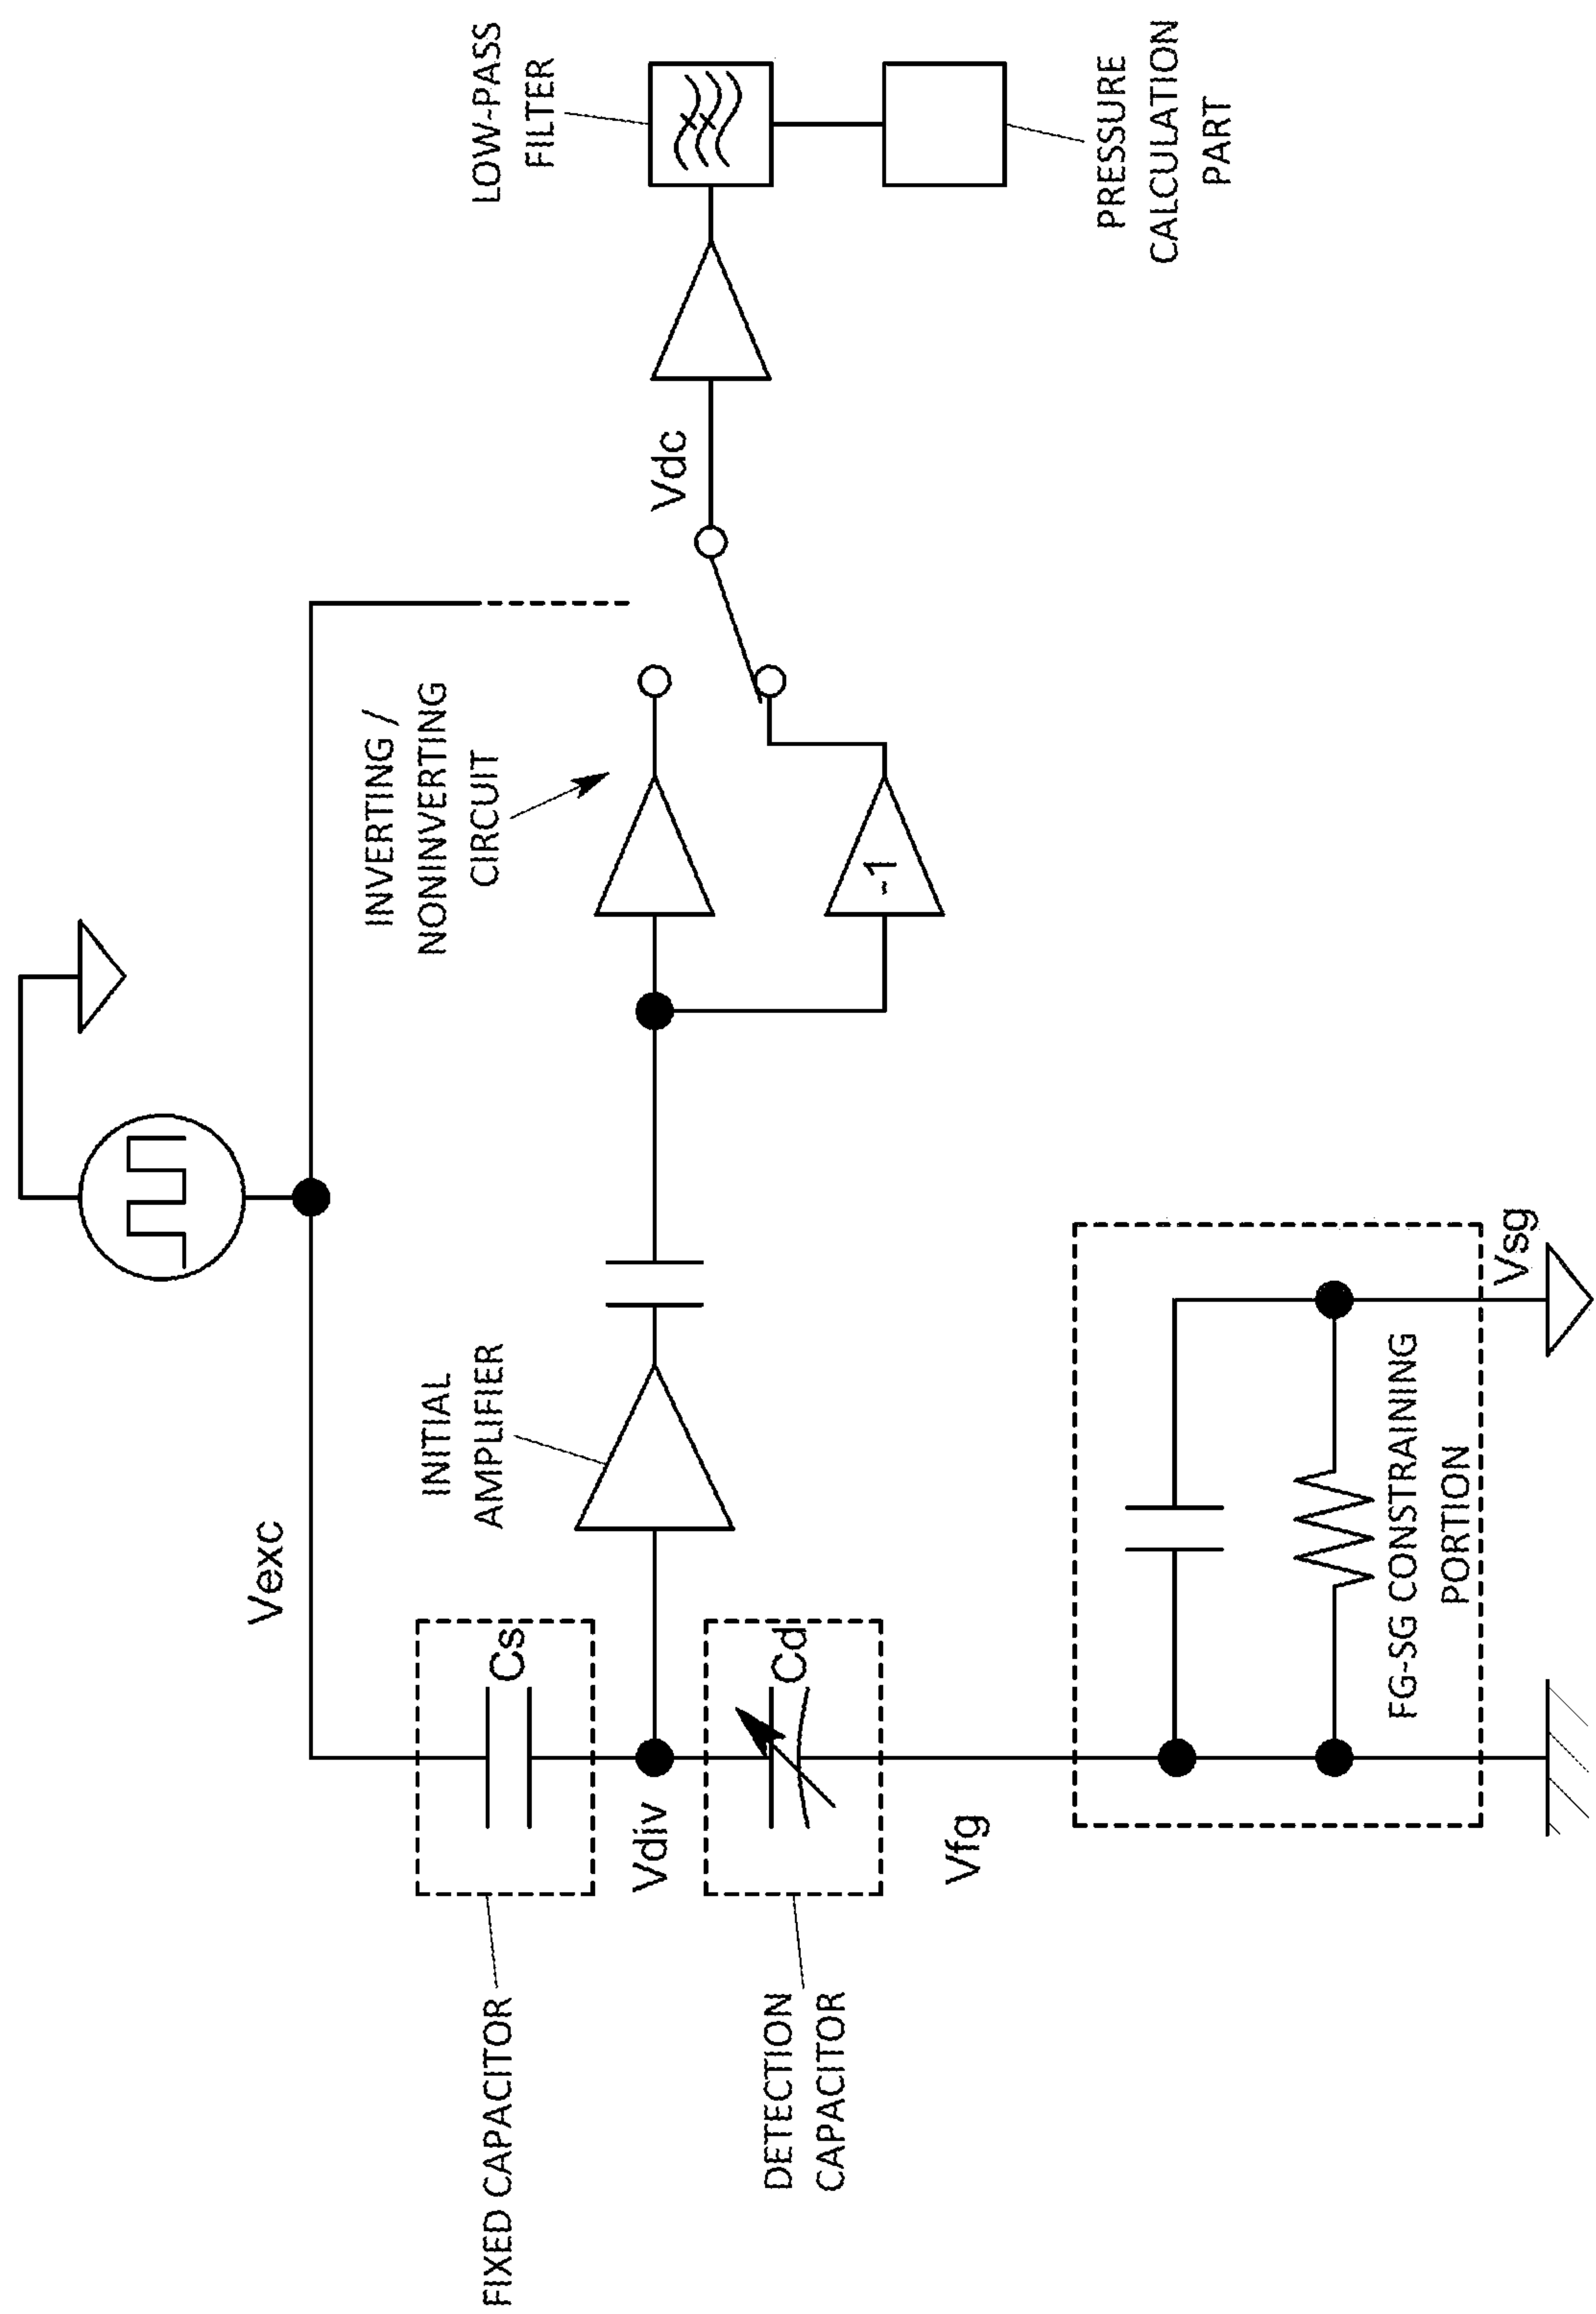 LOW-PASS
FILTER
PRESSURE
CALCULATION
PART
Vdc
INVERTING /
NONINVERTING
CIRCUIT
-1
INITIAL
AMPLIFIER
Vexc
Cs
Vdiv
Cd
Vfg
Vsg
FG-SG CONSTRAINING
PORTION
FIXED CAPACITOR
DETECTION
CAPACITOR